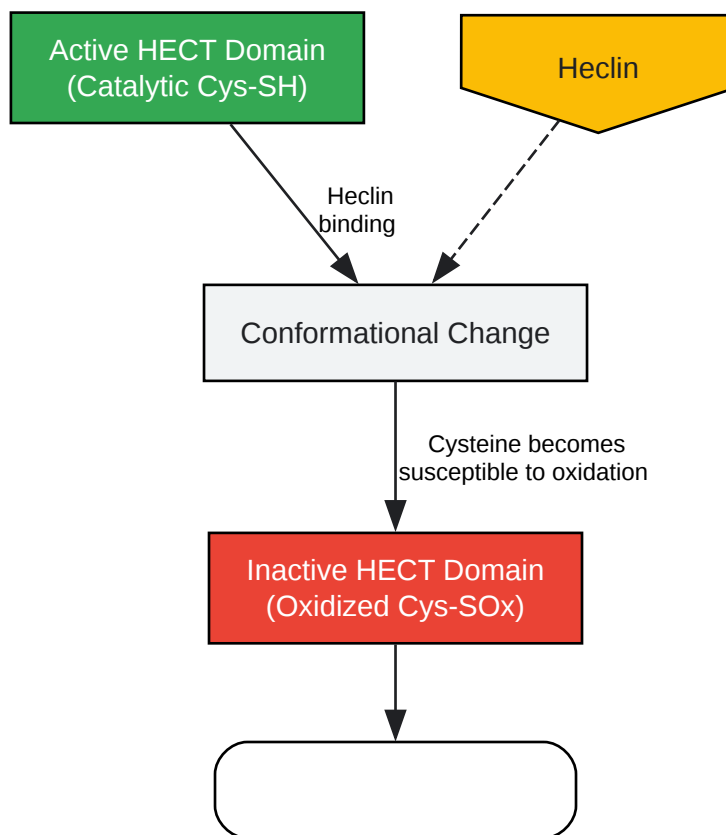 Active HECT Domain
(Catalytic Cys-SH)
Heclin
Heclin
binding
Conformational Change
Cysteine becomes
susceptible to oxidation
Inactive HECT Domain
(Oxidized Cys-SOx)